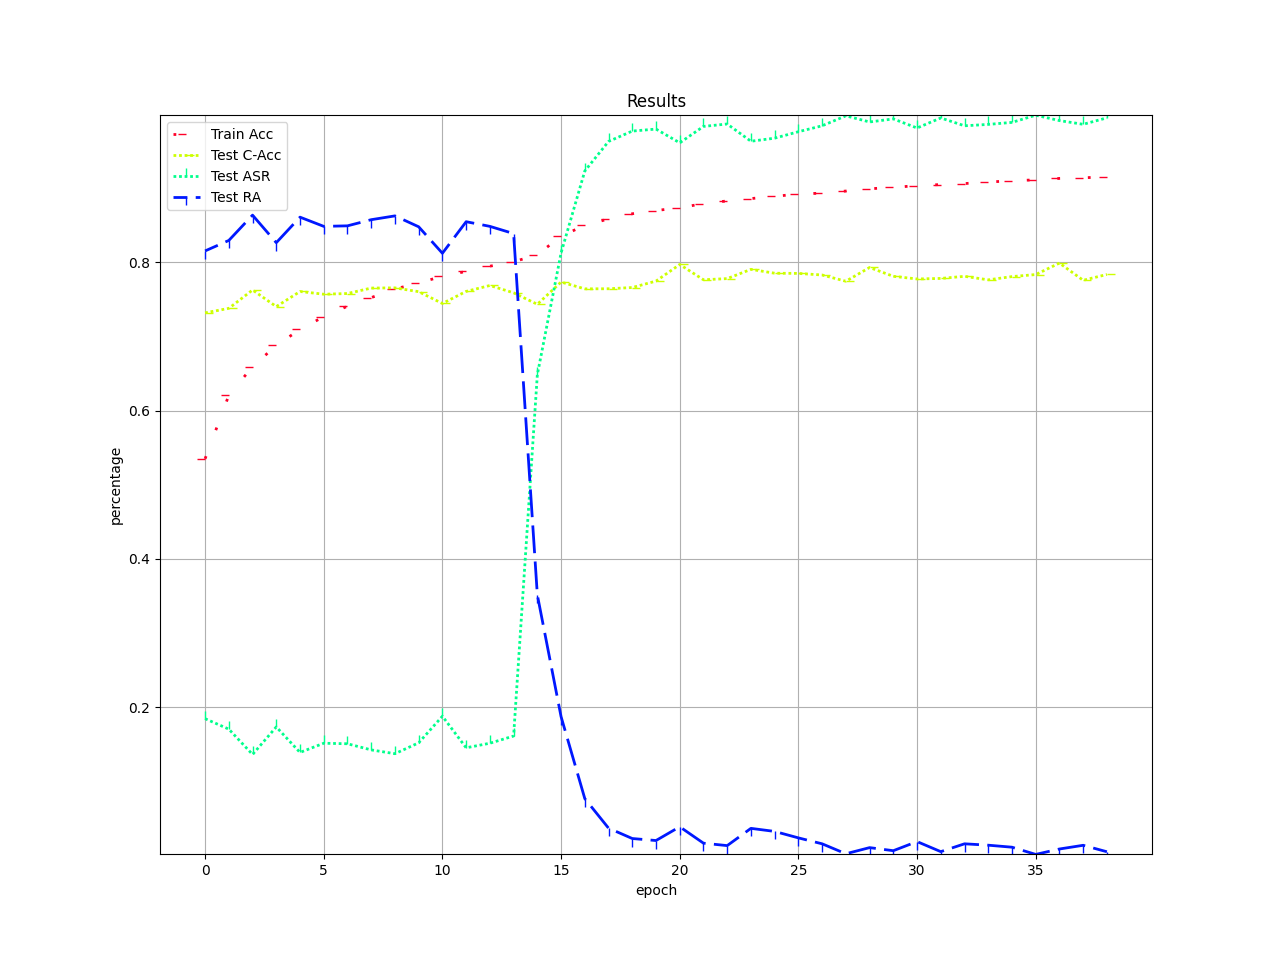 Results
Train Acc
Test C-Acc
Test ASR
Test RA
percentage
0.8
0.6
0.4
0.2
0 5 10 15 20 25 30 35
epoch